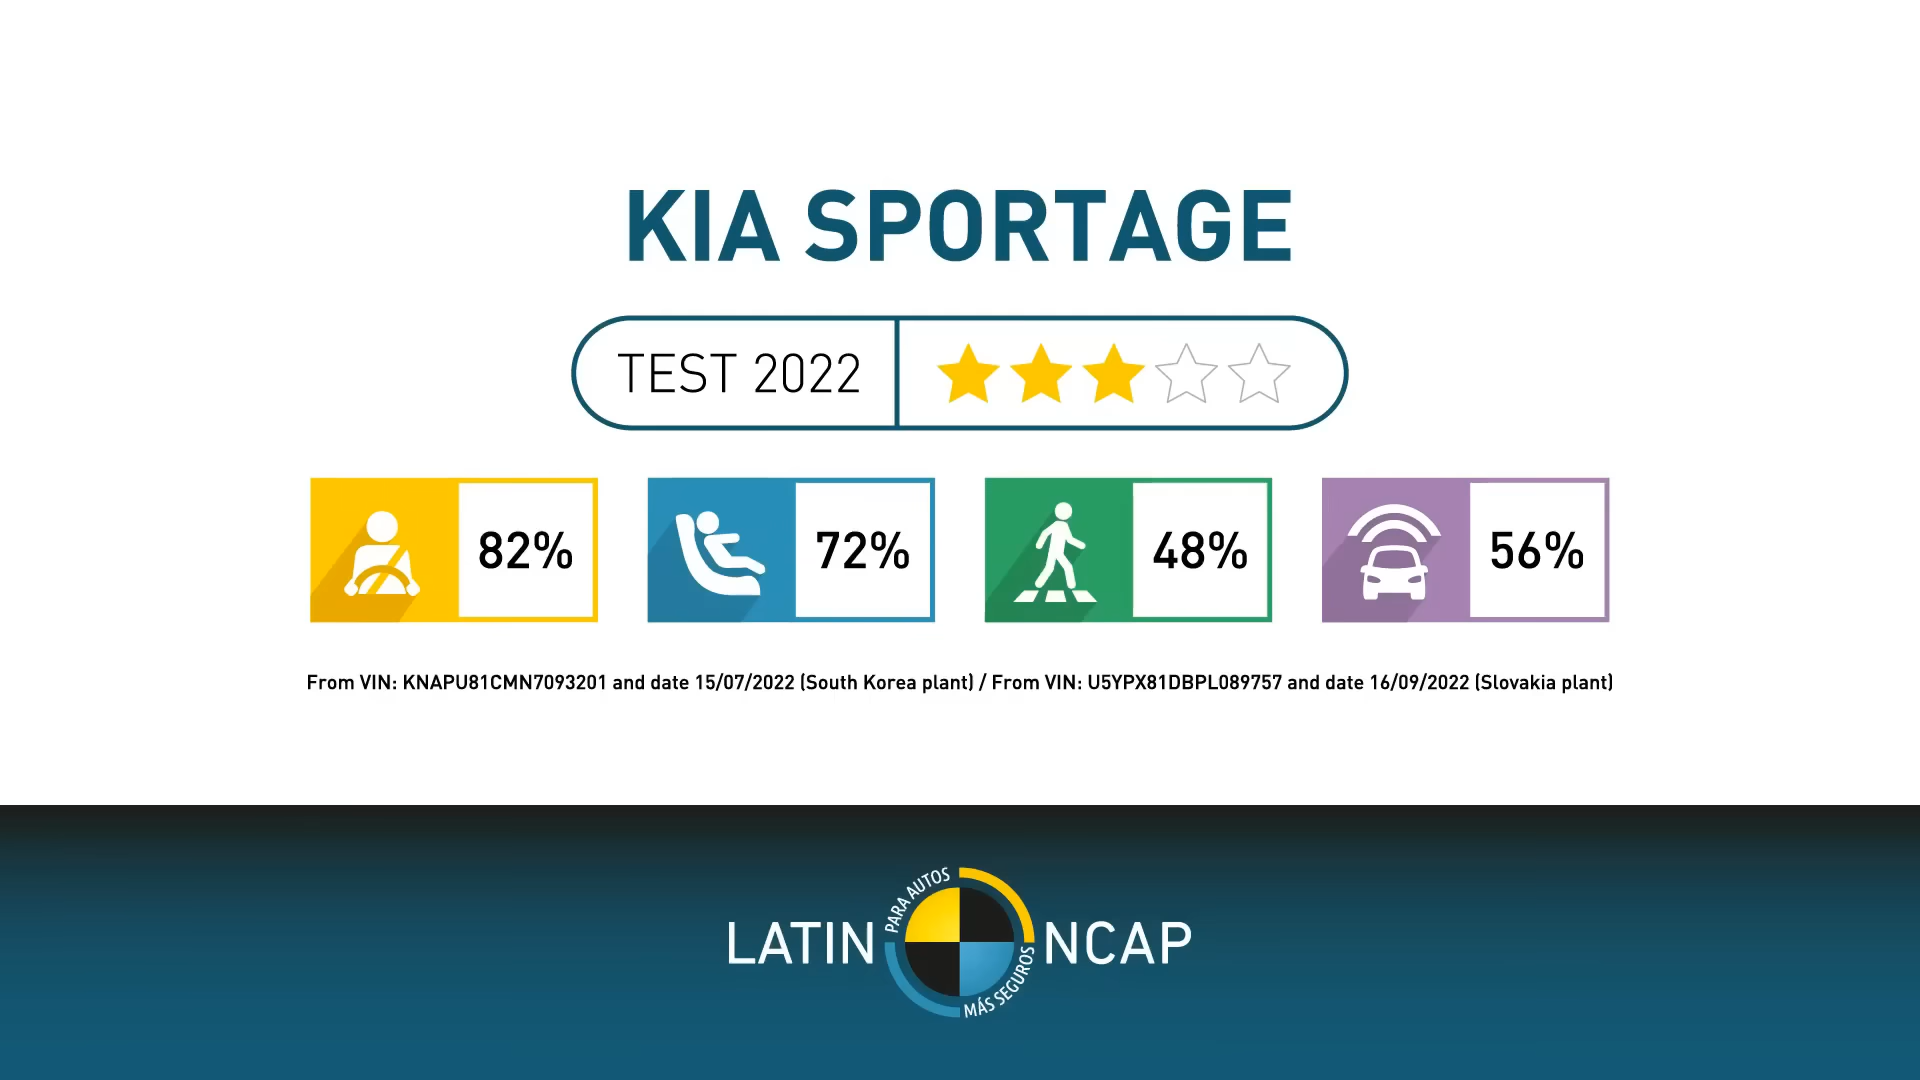 KIA SPORTAGE
TEST 2022
82%
72%
48%
56%
From VIN: KNAPU81CMN7093201 and date 15/07/2022 (South Korea plant) / From VIN: U5YPX81DBPL089757 and date 16/09/2022 (Slovakia plant)
LATIN NCAP
PARA AUTOS
MÁS SEGUROS